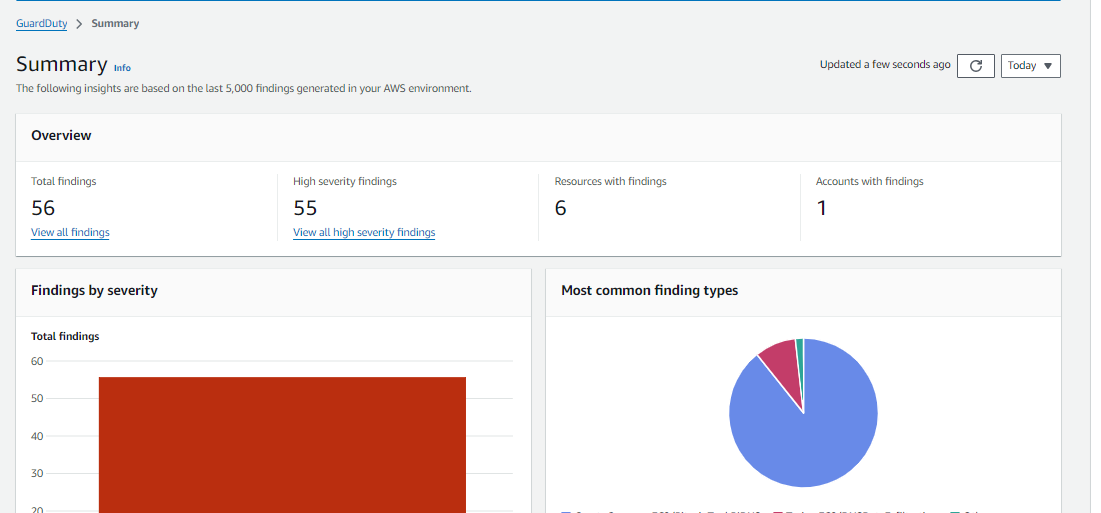 GuardDuty > Summary
Summary Info
Updated a few seconds ago
Today
The following insights are based on the last 5,000 findings generated in your AWS environment.
Overview
Total findings
56
View all findings
High severity findings
55
View all high severity findings
Resources with findings
6
Accounts with findings
1
Findings by severity
Total findings
60
50
40
30
20
Most common finding types